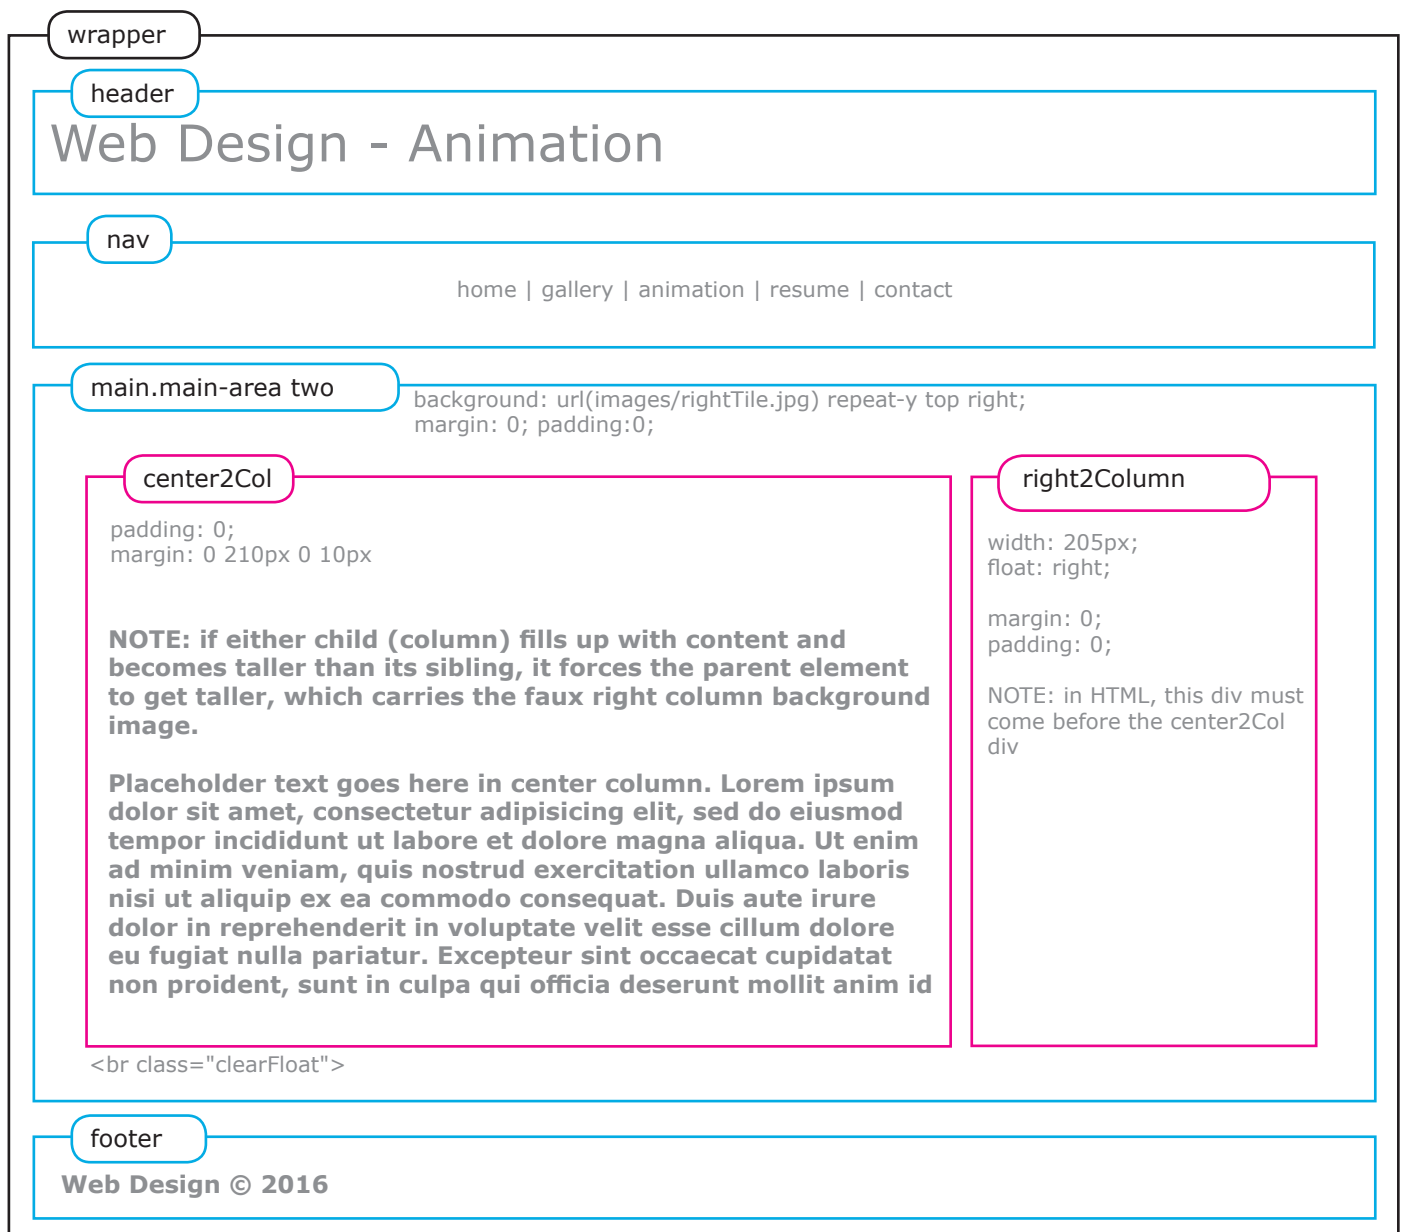 wrapper
header
Web Design - Animation
nav
home | gallery | animation | resume | contact
main.main-area two
background: url(images/rightTile.jpg) repeat-y top right;
margin: 0; padding:0;
center2Col
padding: 0;
margin: 0 210px 0 10px
NOTE: if either child (column) fills up with content and
becomes taller than its sibling, it forces the parent element
to get taller, which carries the faux right column background
image.
Placeholder text goes here in center column. Lorem ipsum
dolor sit amet, consectetur adipisicing elit, sed do eiusmod
tempor incididunt ut labore et dolore magna aliqua. Ut enim
ad minim veniam, quis nostrud exercitation ullamco laboris
nisi ut aliquip ex ea commodo consequat. Duis aute irure
dolor in reprehenderit in voluptate velit esse cillum dolore
eu fugiat nulla pariatur. Excepteur sint occaecat cupidatat
non proident, sunt in culpa qui officia deserunt mollit anim id
right2Column
width: 205px;
float: right;
margin: 0;
padding: 0;
NOTE: in HTML, this div must
come before the center2Col
div
<br class="clearFloat">
footer
Web Design © 2016